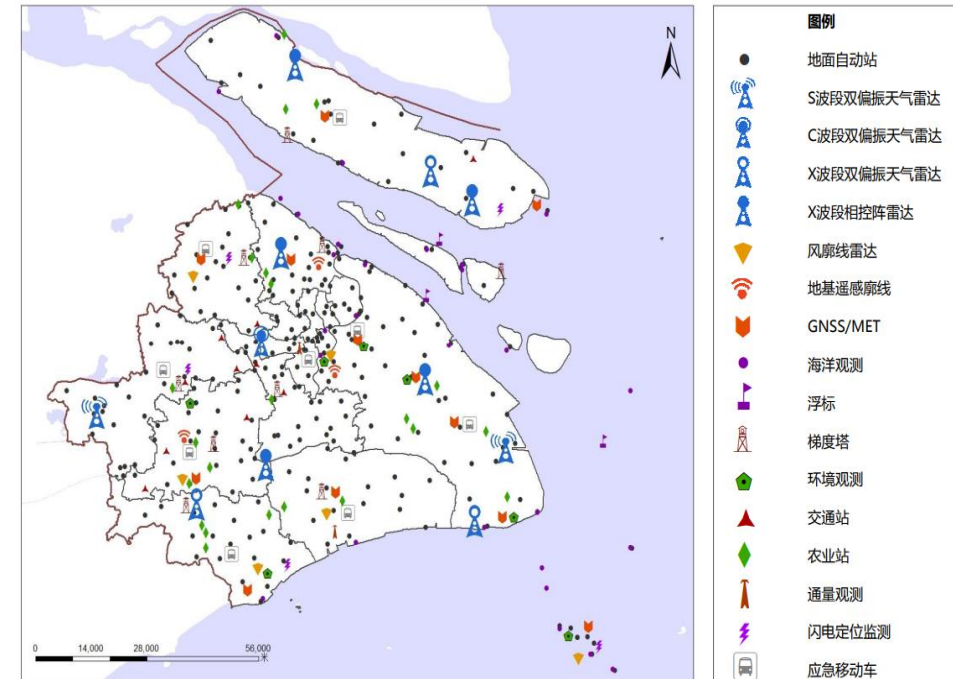 N
0 14,000 28,000 56,000
米
图例
地面自动站
S波段双偏振天气雷达
C波段双偏振天气雷达
X波段双偏振天气雷达
X波段相控阵雷达
风廓线雷达
地基遥感廓线
GNSS/MET
海洋观测
浮标
梯度塔
环境观测
交通站
农业站
通量观测
闪电定位监测
应急移动车